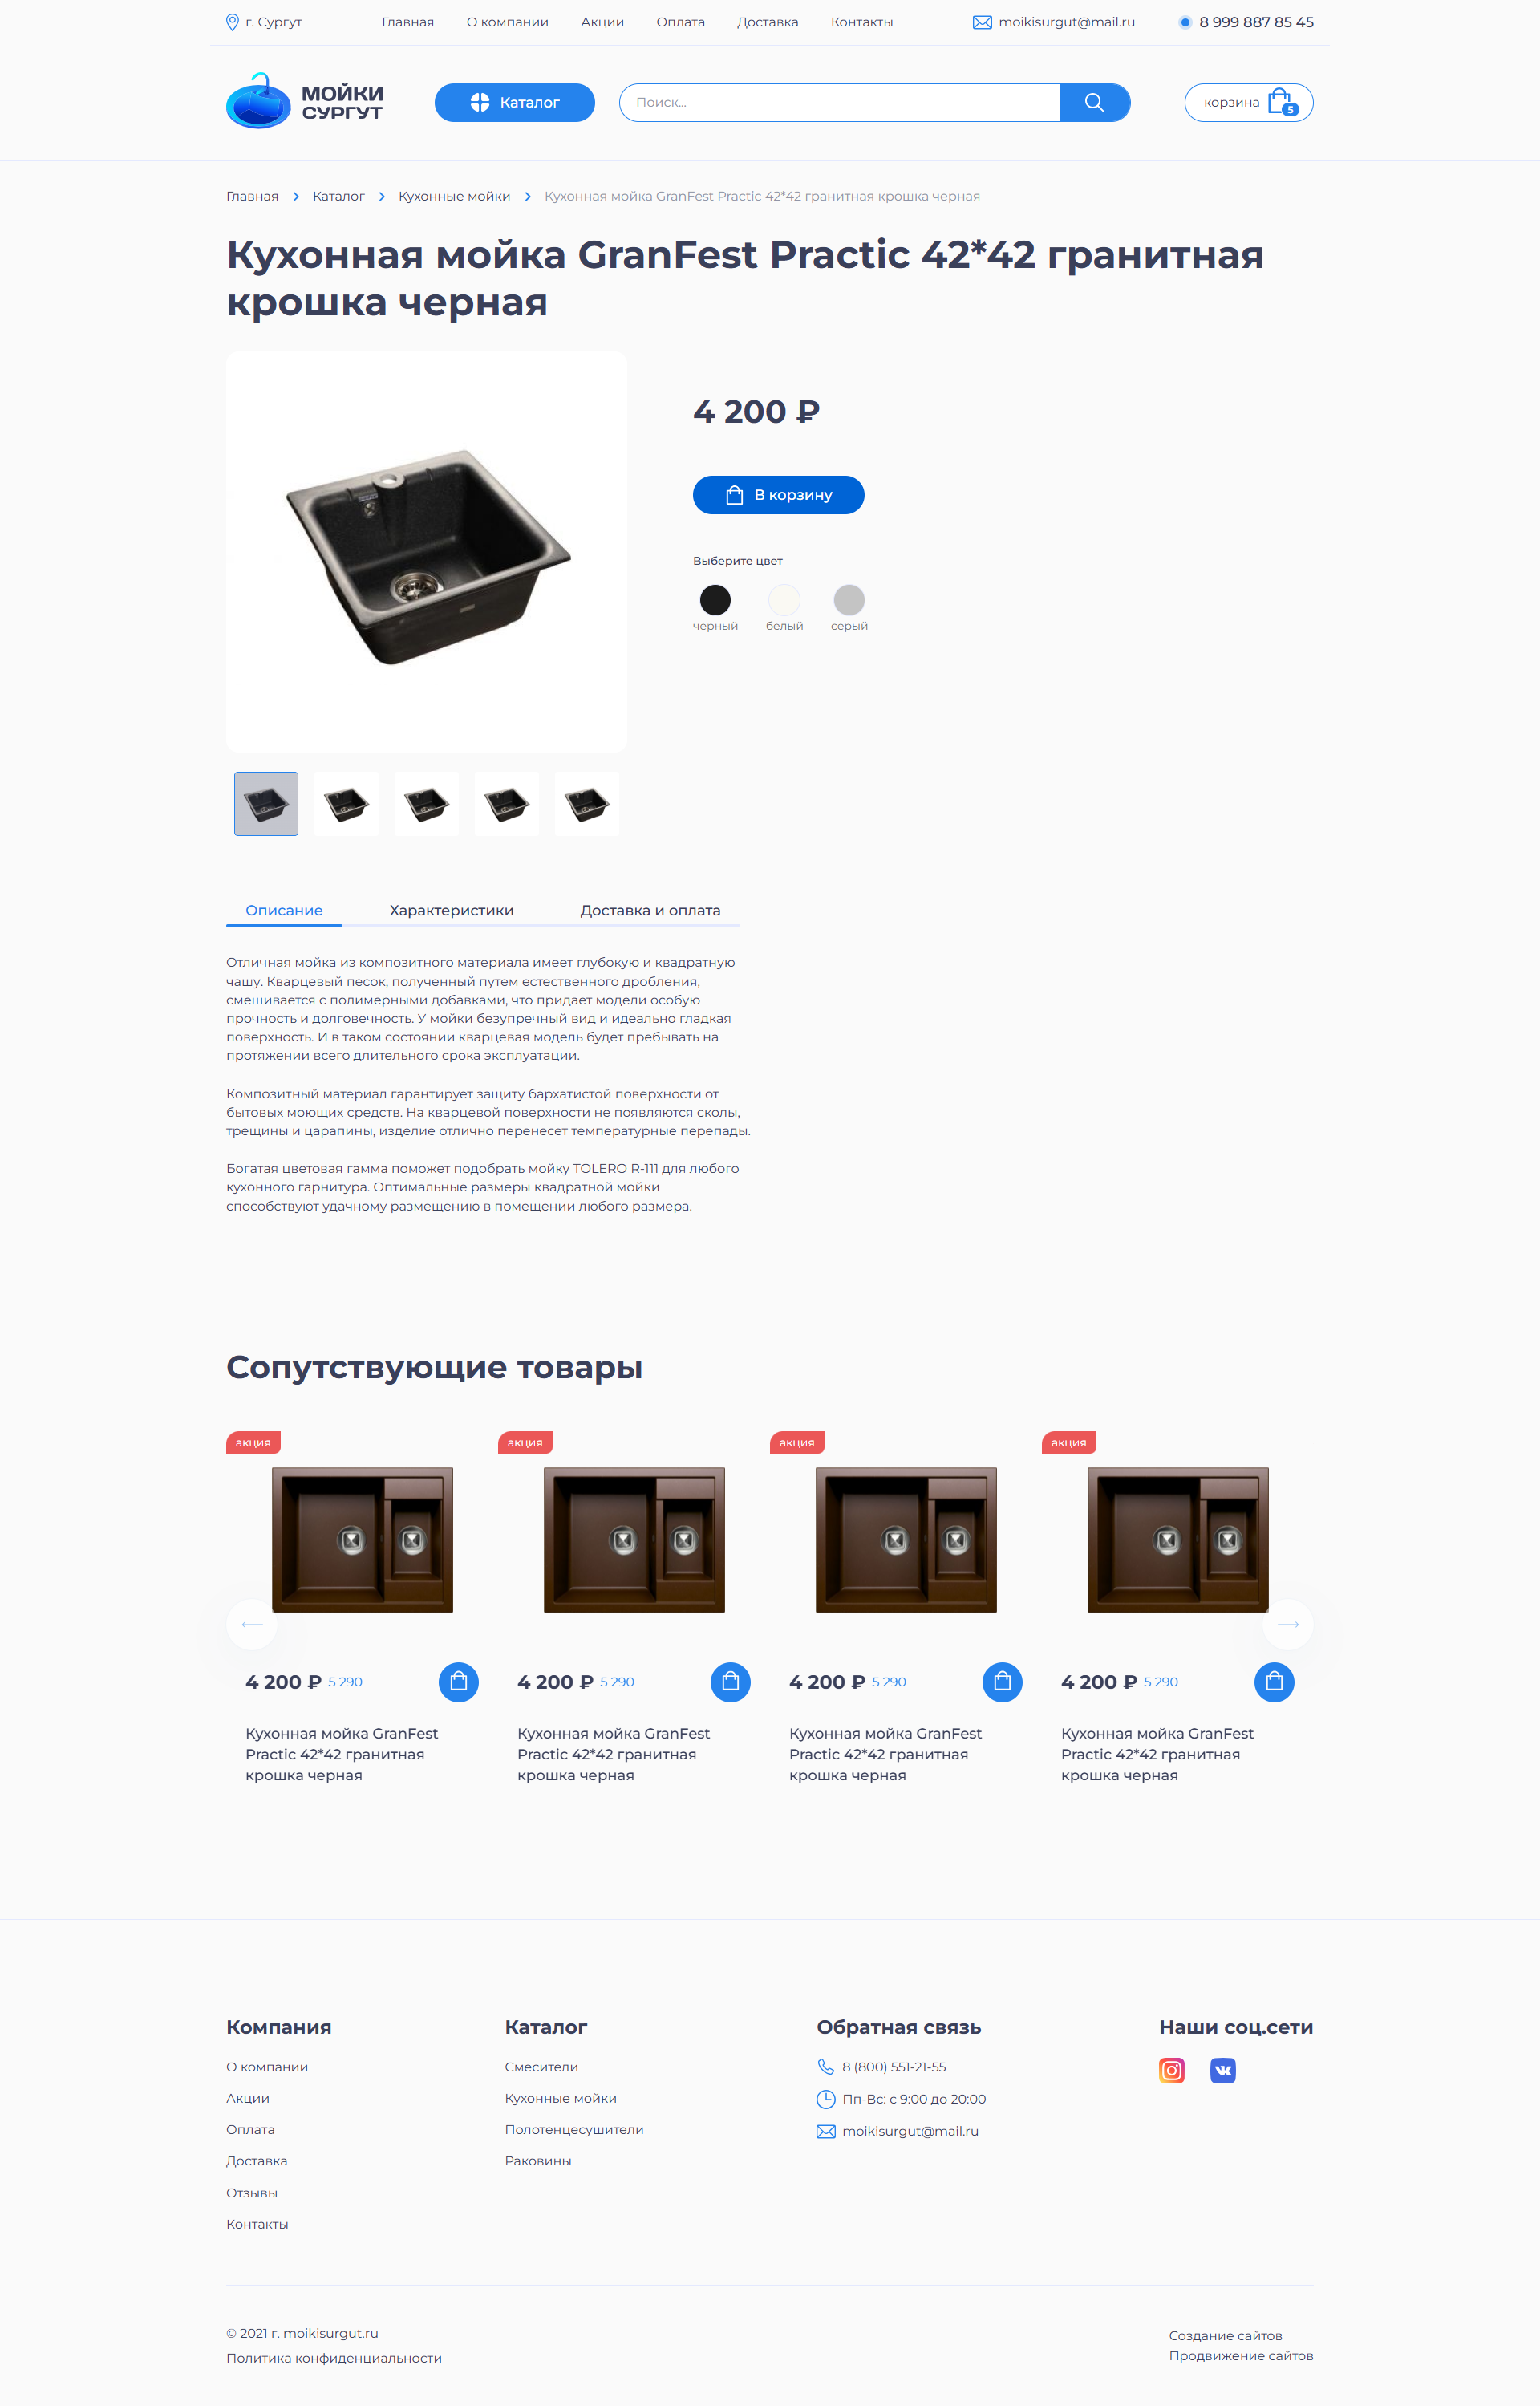 г. Сургут
Главная
О компании
Акции
Оплата
Доставка
Контакты
moikisurgut@mail.ru
8 999 887 85 45
МОЙКИ
СУРГУТ
Каталог
Поиск...
корзина
5
Главная
Каталог
Кухонные мойки
Кухонная мойка GranFest Practic 42*42 гранитная крошка черная
Кухонная мойка GranFest Practic 42*42 гранитная
крошка черная
4 200 ₽
В корзину
Выберите цвет
черный
белый
серый
Описание
Характеристики
Доставка и оплата
Отличная мойка из композитного материала имеет глубокую и квадратную
чашу. Кварцевый песок, полученный путем естественного дробления,
смешивается с полимерными добавками, что придает модели особую
прочность и долговечность. У мойки безупречный вид и идеально гладкая
поверхность. И в таком состоянии кварцевая модель будет пребывать на
протяжении всего длительного срока эксплуатации.
Композитный материал гарантирует защиту бархатистой поверхности от
бытовых моющих средств. На кварцевой поверхности не появляются сколы,
трещины и царапины, изделие отлично перенесет температурные перепады.
Богатая цветовая гамма поможет подобрать мойку TOLERO R-111 для любого
кухонного гарнитура. Оптимальные размеры квадратной мойки
способствуют удачному размещению в помещении любого размера.
Сопутствующие товары
акция
4 200 ₽ 5 290
Кухонная мойка GranFest
Practic 42*42 гранитная
крошка черная
акция
4 200 ₽ 5 290
Кухонная мойка GranFest
Practic 42*42 гранитная
крошка черная
акция
4 200 ₽ 5 290
Кухонная мойка GranFest
Practic 42*42 гранитная
крошка черная
акция
4 200 ₽ 5 290
Кухонная мойка GranFest
Practic 42*42 гранитная
крошка черная
Компания
О компании
Акции
Оплата
Доставка
Отзывы
Контакты
Каталог
Смесители
Кухонные мойки
Полотенцесушители
Раковины
Обратная связь
8 (800) 551-21-55
Пн-Вс: с 9:00 до 20:00
moikisurgut@mail.ru
Наши соц.сети
© 2021 г. moikisurgut.ru
Политика конфиденциальности
Создание сайтов
Продвижение сайтов